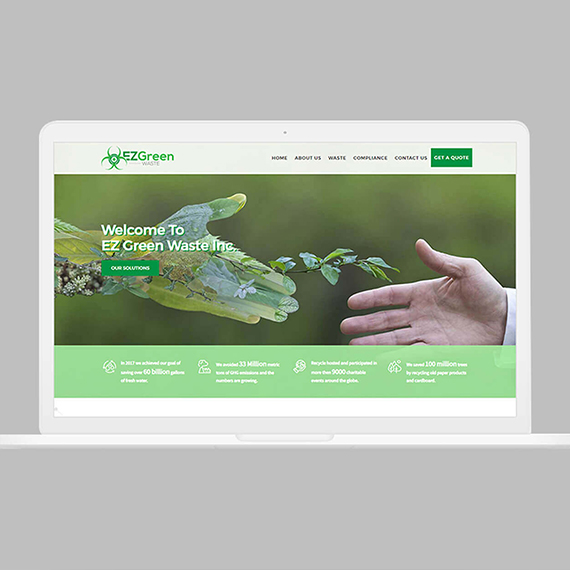 EZGreen
WASTE
HOME ABOUT US WASTE COMPLIANCE CONTACT US GET A QUOTE
Welcome To
EZ Green Waste Inc.
OUR SOLUTIONS
In 2017 we achieved our goal of
saving over 60 billion gallons
of fresh water.
We avoided 33 Million metric
tons of GHG emissions and the
numbers are growing.
Recycle hosted and participated in
more than 9000 charitable
events around the globe.
We saved 100 million trees
by recycling old paper products
and cardboard.